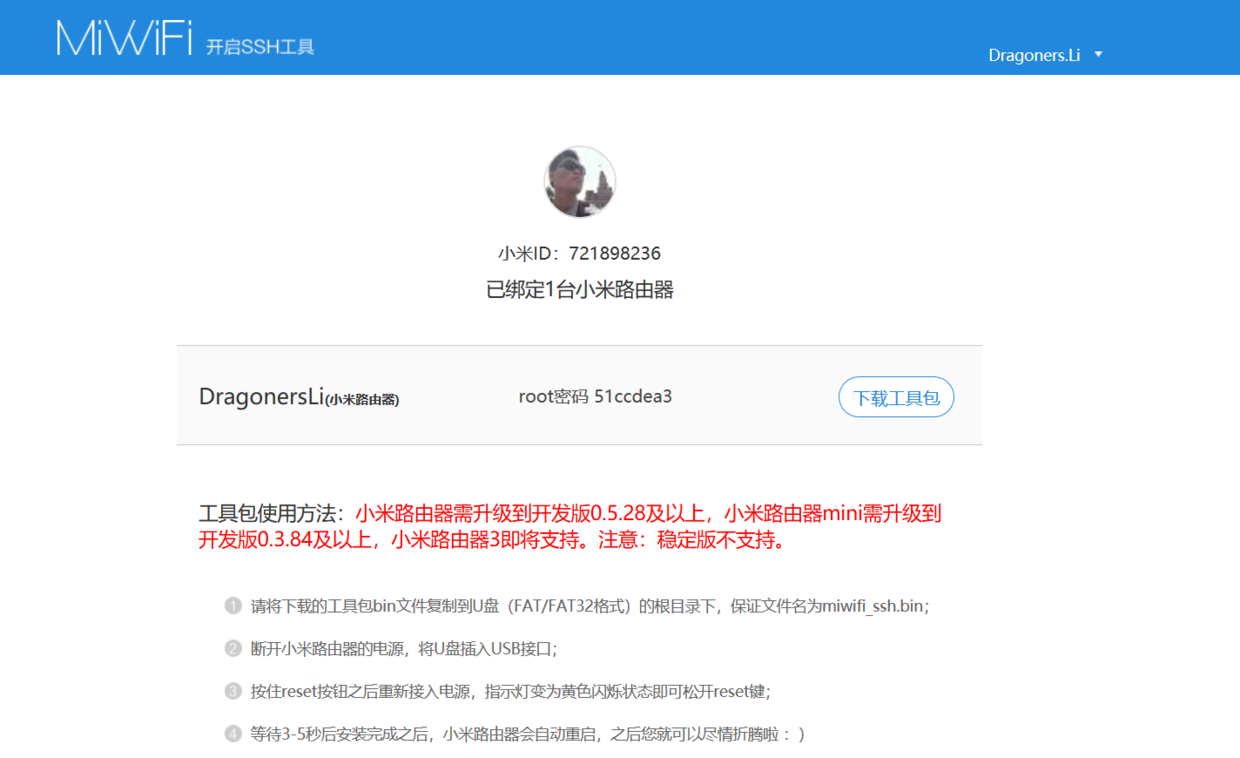 MiWiFi 开启SSH工具
Dragoners.Li
小米ID：721898236
已绑定1台小米路由器
DragonersLi(小米路由器) root密码 51ccdea3 下载工具包
工具包使用方法：小米路由器需升级到开发版0.5.28及以上，小米路由器mini需升级到
开发版0.3.84及以上，小米路由器3即将支持。注意：稳定版不支持。
1 请将下载的工具包bin文件复制到U盘（FAT/FAT32格式）的根目录下，保证文件名为miwifi_ssh.bin；
2 断开小米路由器的电源，将U盘插入USB接口；
3 按住reset按钮之后重新接入电源，指示灯变为黄色闪烁状态即可松开reset键；
4 等待3-5秒后安装完成之后，小米路由器会自动重启，之后您就可以尽情折腾啦 ：）